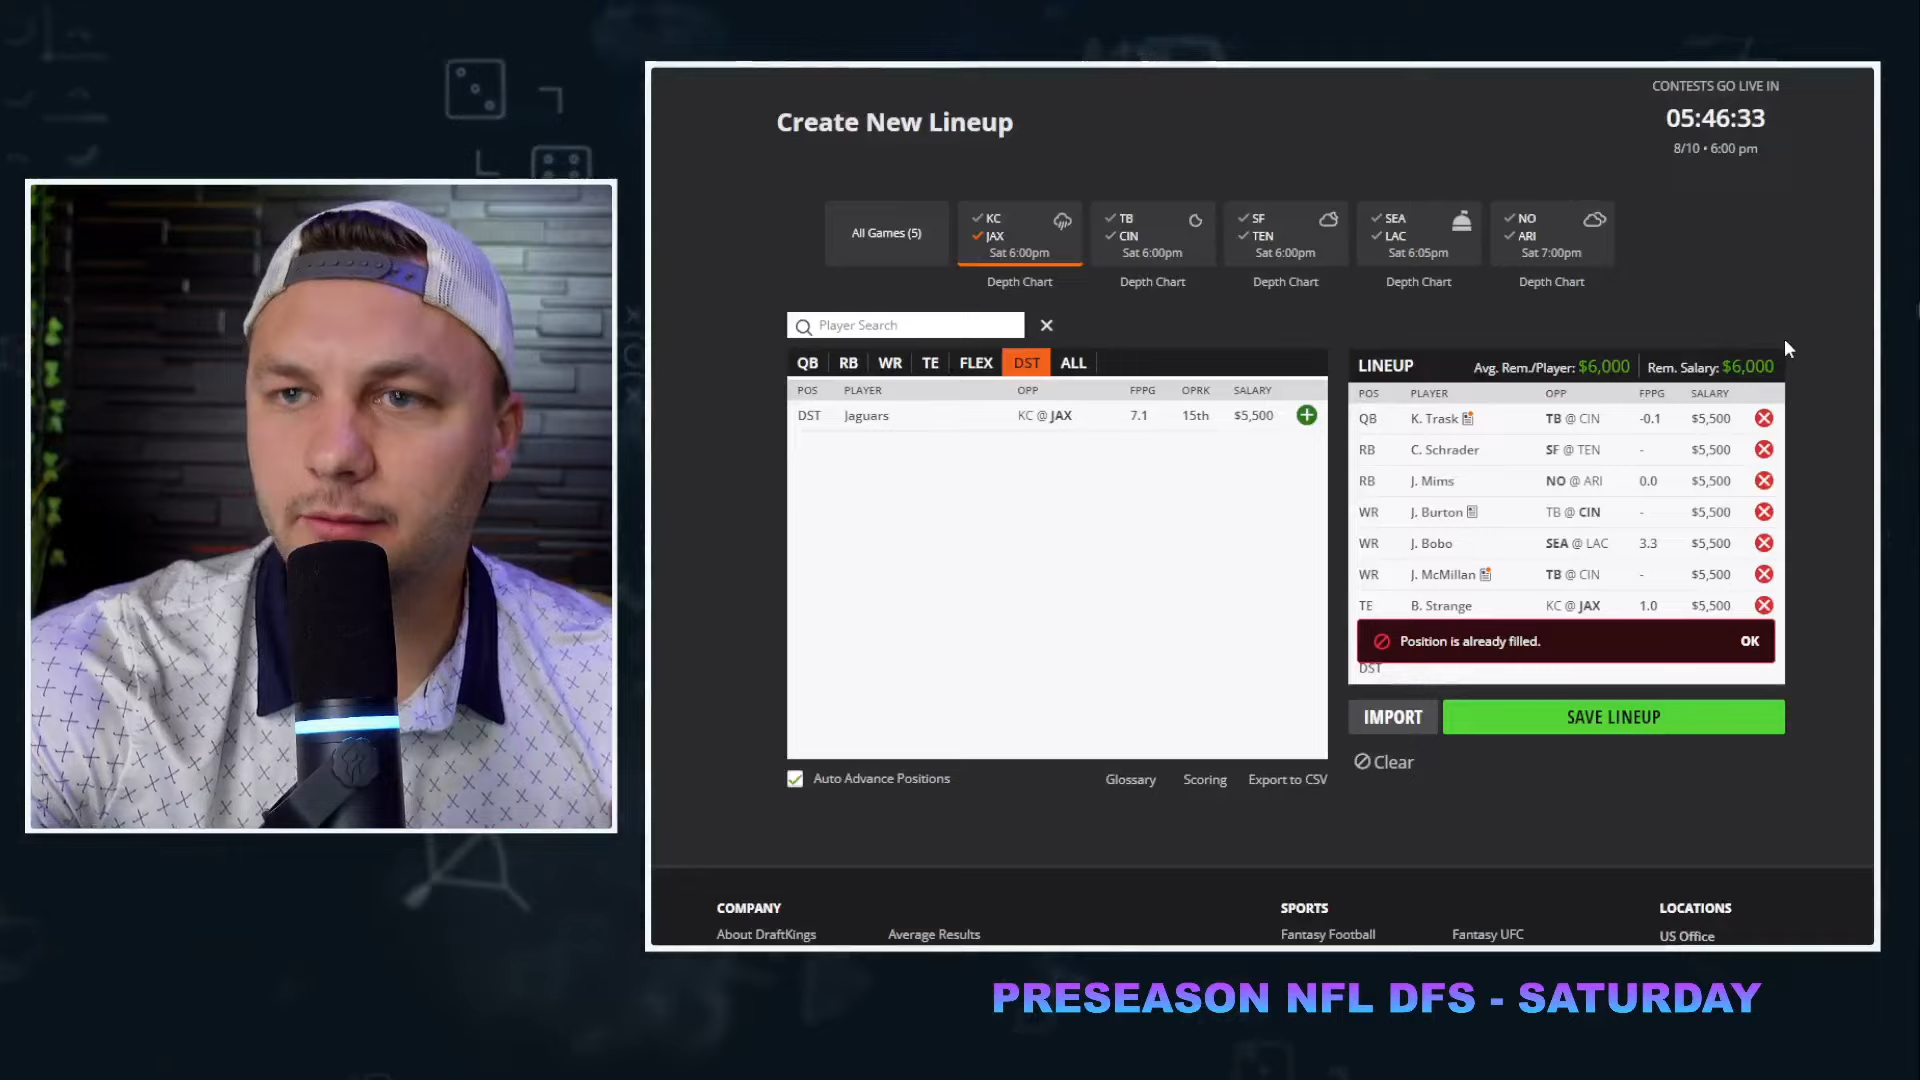 CONTESTS GO LIVE IN
Create New Lineup
05:46:33
8/10 • 6:00 pm
All Games (5)
KC
JAX
Sat 6:00pm
Depth Chart
TB
CIN
Sat 6:00pm
Depth Chart
SF
TEN
Sat 6:00pm
Depth Chart
SEA
LAC
Sat 6:05pm
Depth Chart
NO
ARI
Sat 7:00pm
Depth Chart
Player Search
QB RB WR TE FLEX DST ALL
POS PLAYER OPP FPPG OPRK SALARY
DST Jaguars KC @ JAX 7.1 15th $5,500
Auto Advance Positions
Glossary Scoring Export to CSV
LINEUP Avg. Rem./Player: $6,000 Rem. Salary: $6,000
POS PLAYER OPP FPPG SALARY
QB K. Trask TB @ CIN -0.1 $5,500
RB C. Schrader SF @ TEN - $5,500
RB J. Mims NO @ ARI 0.0 $5,500
WR J. Burton TB @ CIN - $5,500
WR J. Bobo SEA @ LAC 3.3 $5,500
WR J. McMillan TB @ CIN - $5,500
TE B. Strange KC @ JAX 1.0 $5,500
Position is already filled. OK
DST
IMPORT SAVE LINEUP
Clear
COMPANY SPORTS LOCATIONS
About DraftKings Average Results Fantasy Football Fantasy UFC US Office
PRESEASON NFL DFS - SATURDAY